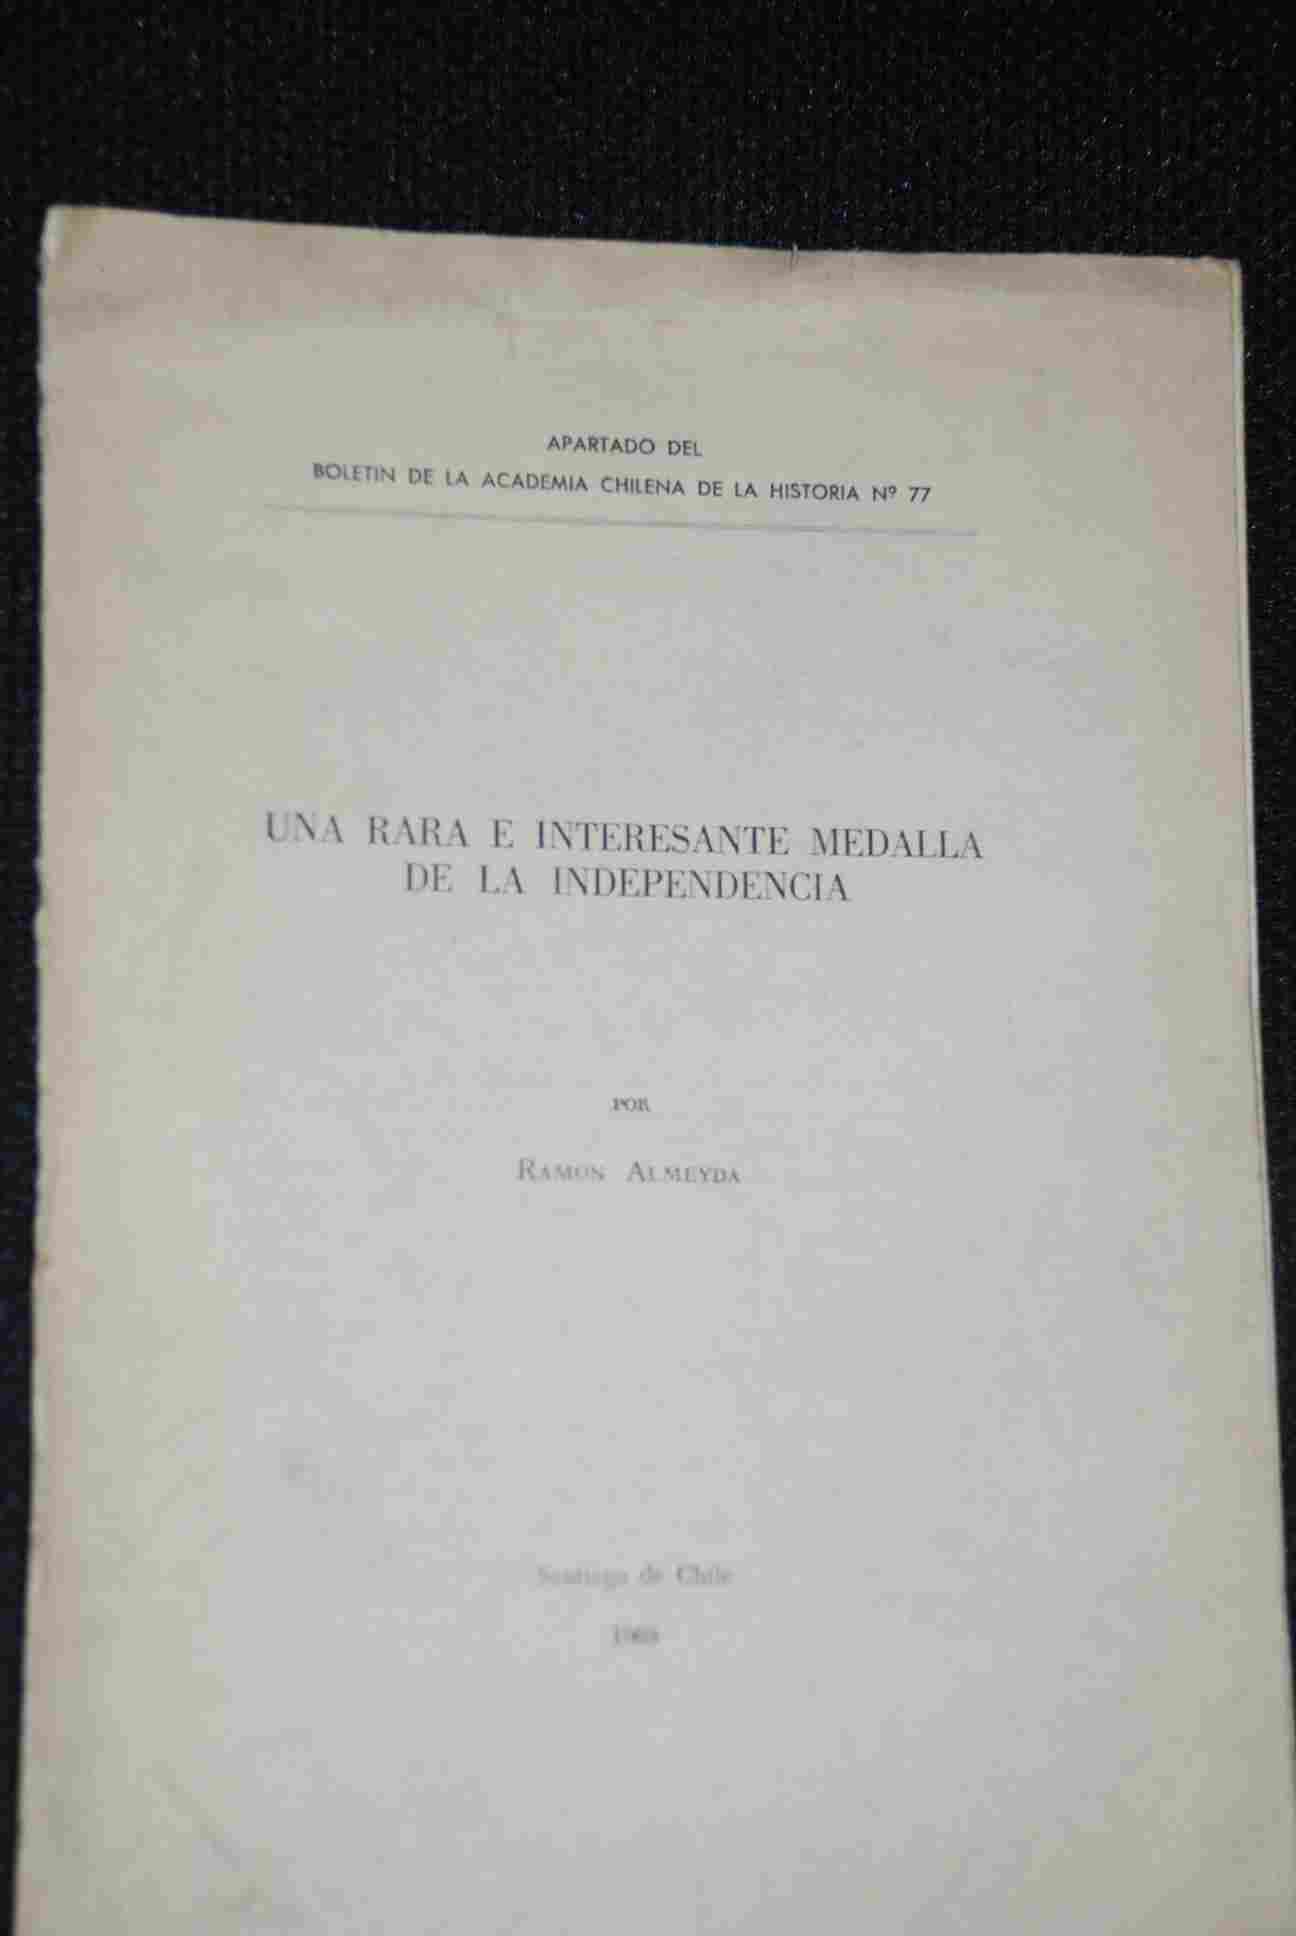 APARTADO DEL
BOLETIN DE LA ACADEMIA CHILENA DE LA HISTORIA Nº 77
UNA RARA E INTERESANTE MEDALLA
DE LA INDEPENDENCIA
POR
RAMON ALMEYDA
Santiago de Chile